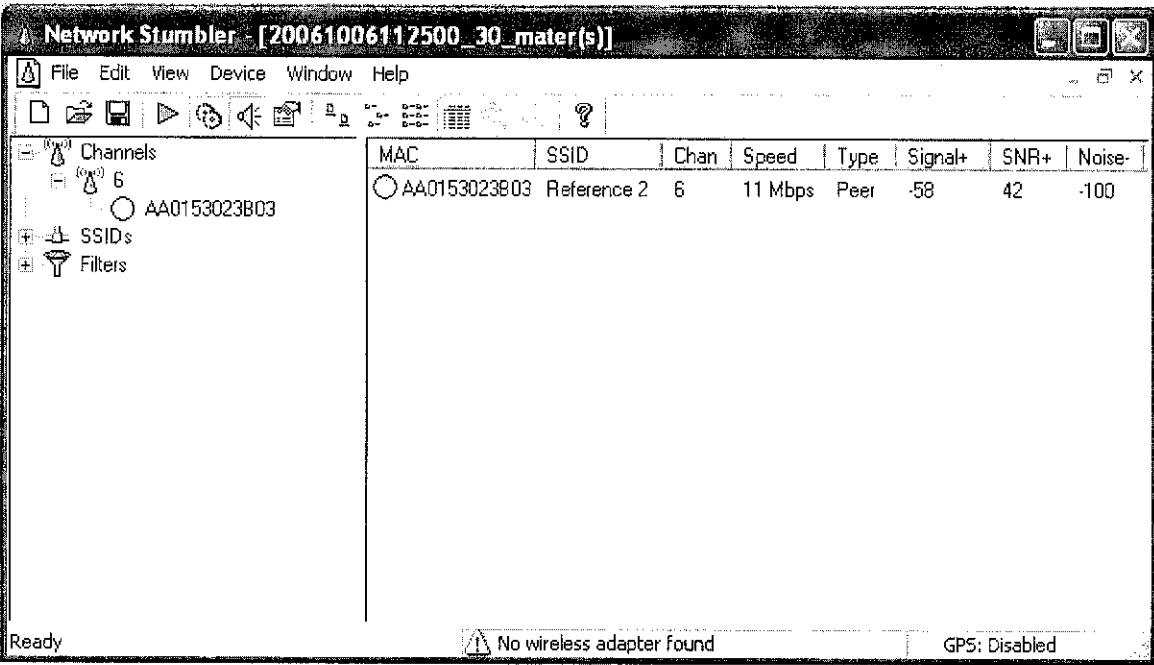 Network Stumbler - [20061006112500_30_mater(s)]
File Edit View Device Window Help
Channels
6
AA0153023B03
SSIDs
Filters
MAC SSID Chan Speed Type Signal+ SNR+ Noise-
AA0153023B03 Reference 2 6 11 Mbps Peer -58 42 -100
Ready No wireless adapter found GPS: Disabled